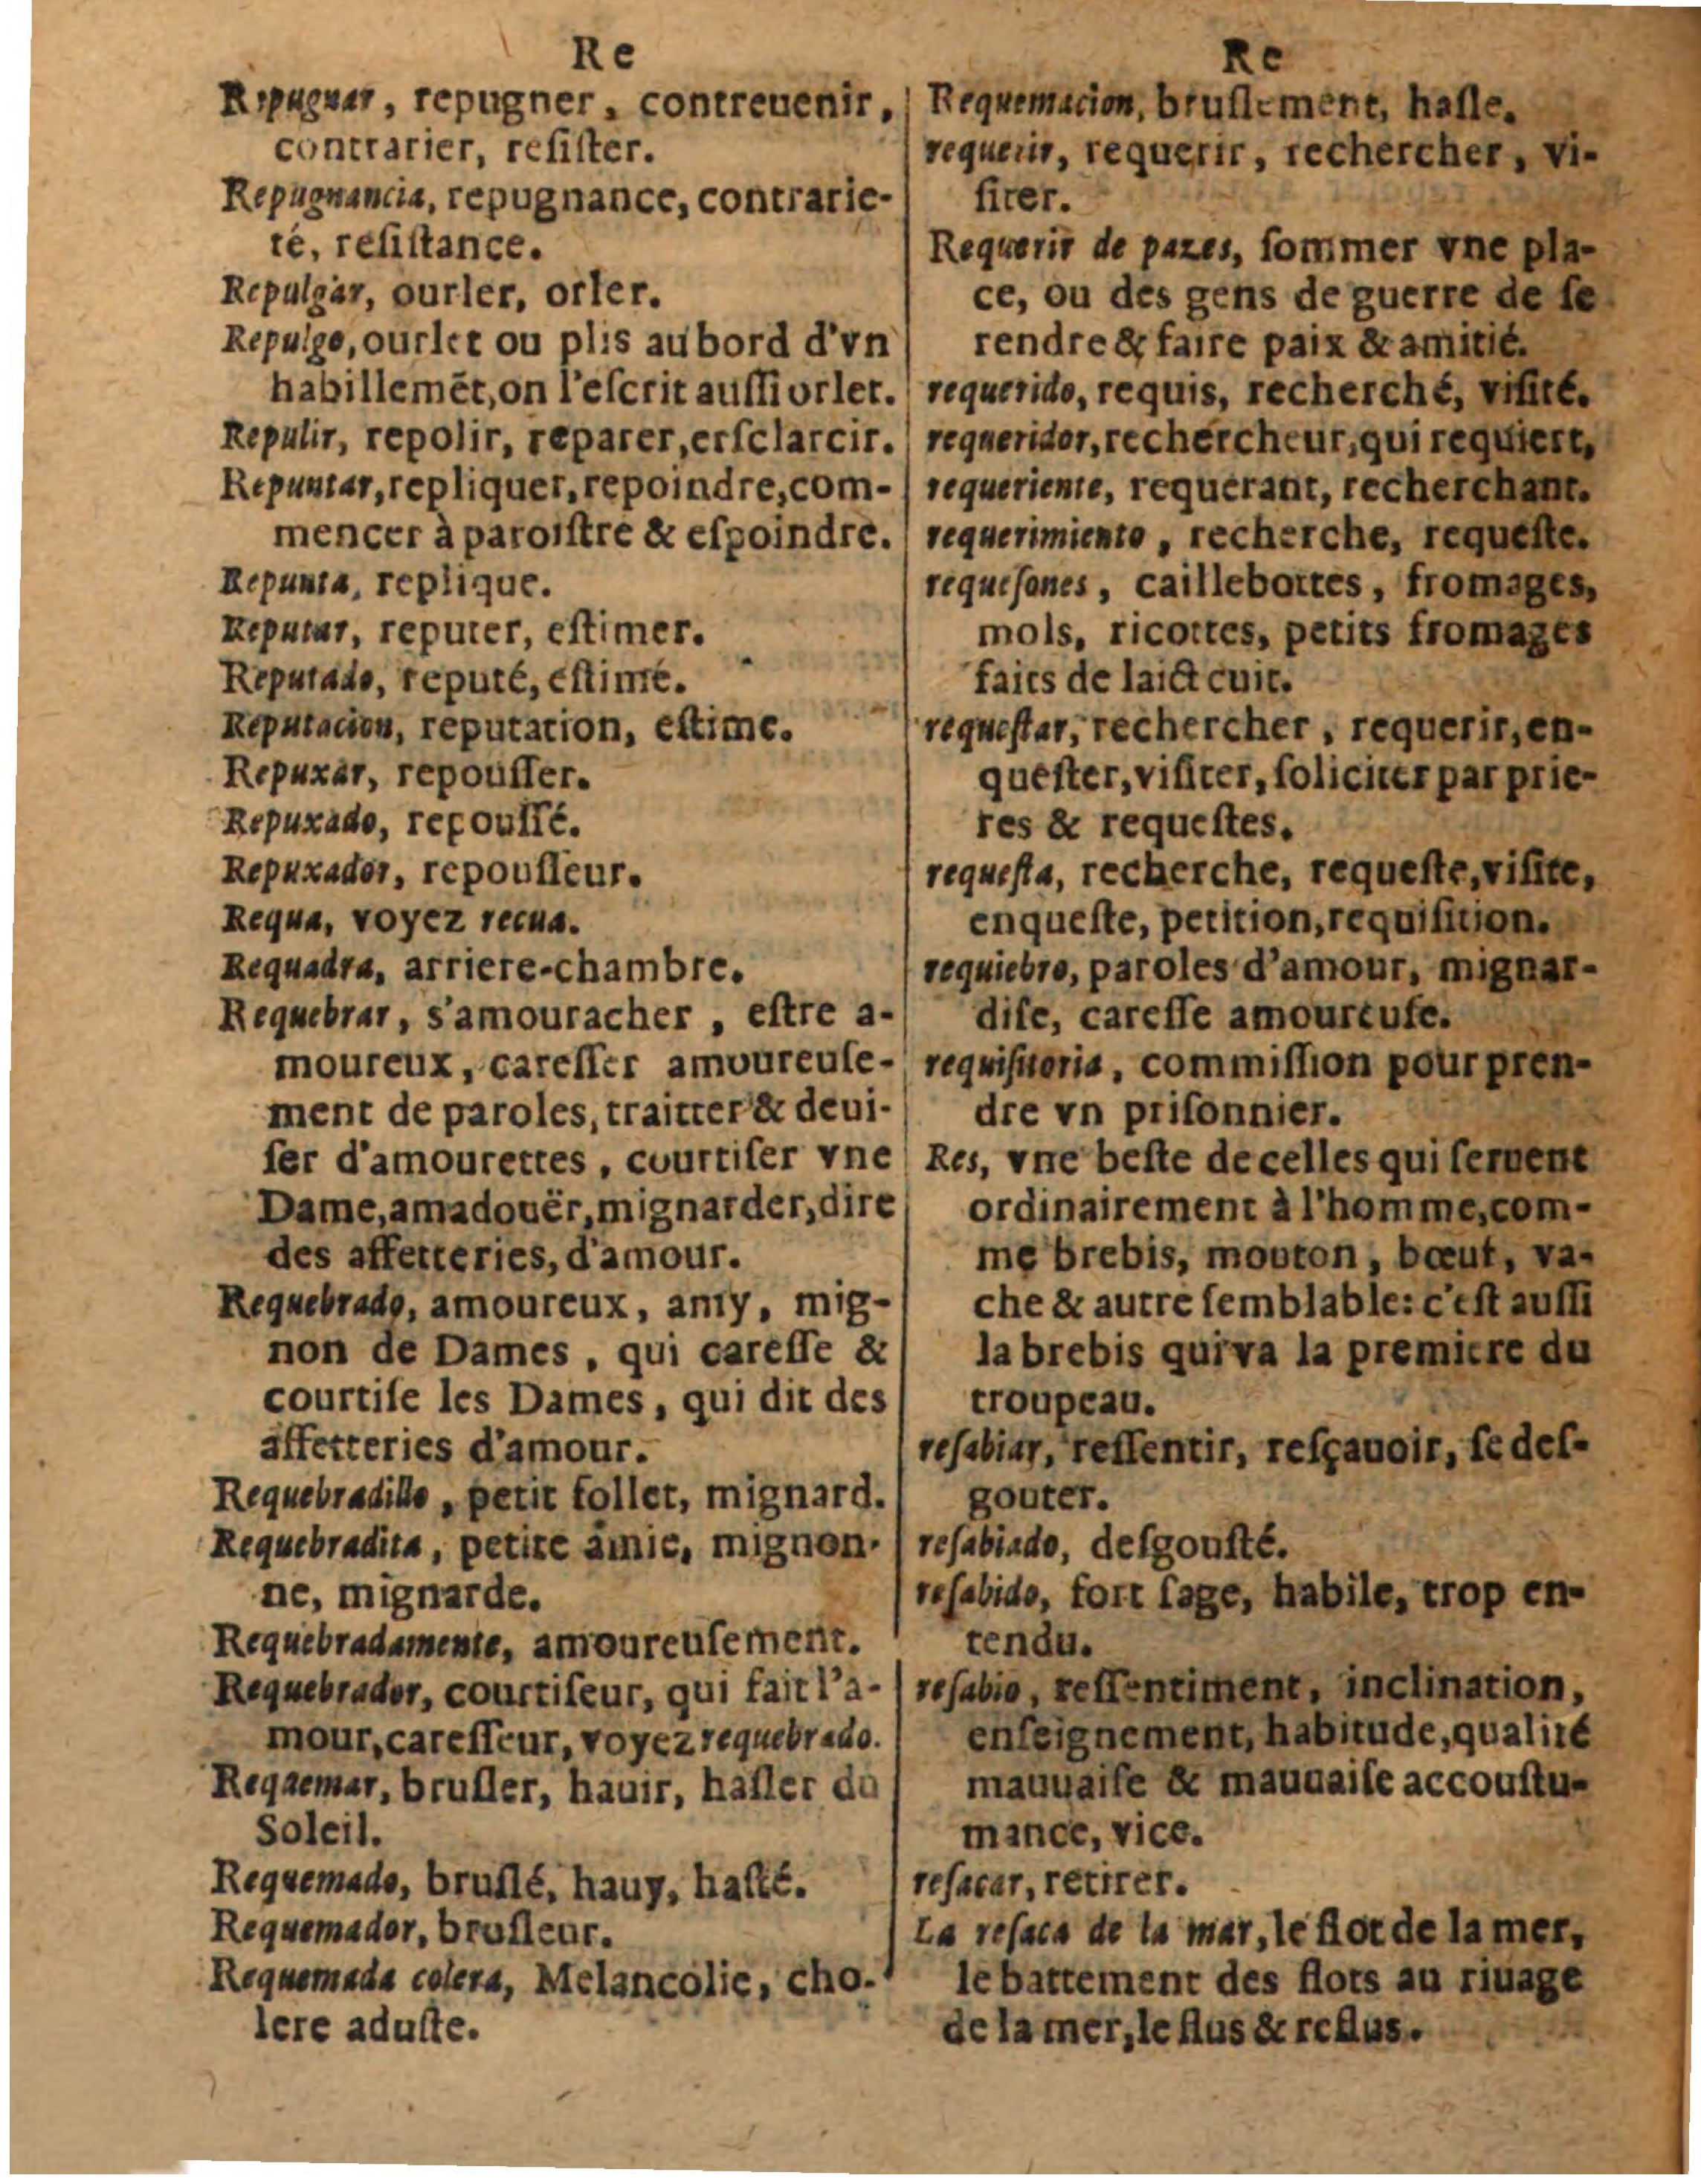 Re
Repugnar, repugner, contreuenir,
contrarier, reſiſter.
Repugnancia, repugnance, contrarie-
té, reſiſtance.
Repulgàr, ourler, orler.
Repulgo, ourlet ou plis au bord d'vn
habillemẽt, on l'eſcrit auſſi orlet.
Repulir, repolir, reparer, erſclarcir.
Repuntar, repliquer, repoindre, com-
mencer à paroiſtre & eſpoindre.
Repunta, replique.
Reputar, reputer, eſtimer.
Reputado, reputé, eſtimé.
Reputacion, reputation, eſtime.
Repuxar, repouſſer.
Repuxado, repouſſé.
Repuxador, repouſſeur.
Requa, voyez recua.
Requadra, arriere-chambre.
Requebrar, s'amouracher, eſtre a-
moureux, careſſer amoureuſe-
ment de paroles, traitter & deui-
ſer d'amourettes, courtiſer vne
Dame, amadouër, mignarder, dire
des affetteries, d'amour.
Requebrado, amoureux, amy, mig-
non de Dames, qui careſſe &
courtiſe les Dames, qui dit des
affetteries d'amour.
Requebradillo, petit follet, mignard.
Requebradita, petite amie, mignon-
ne, mignarde.
Requebradamente, amoureuſement.
Requebrador, courtiſeur, qui fait l'a-
mour, careſſeur, voyez requebrado.
Requemar, bruſler, hauir, haſler du
Soleil.
Requemado, bruſlé, hauy, haſté.
Requemador, bruſleur.
Requemada colera, Melancolie, cho-
lere aduſte.
Re
Requemacion, bruſlement, haſle.
requerir, requerir, rechercher, vi-
ſiter.
Requerir de pazes, ſommer vne pla-
ce, ou des gens de guerre de ſe
rendre & faire paix & amitié.
requerido, requis, recherché, viſité.
requeridor, rechercheur, qui requiert,
requeriente, requerant, recherchant.
requerimiento, recherche, requeſte.
requeſones, caillebottes, fromages,
mols, ricottes, petits fromages
faits de laict cuit.
requeſtar, rechercher, requerir, en-
queſter, viſiter, ſoliciter par prie-
res & requeſtes.
requeſta, recherche, requeſte, viſite,
enqueſte, petition, requiſition.
requiebro, paroles d'amour, mignar-
diſe, careſſe amoureuſe.
requiſitoria, commiſſion pour pren-
dre vn priſonnier.
Res, vne beſte de celles qui ſeruent
ordinairement à l'homme, com-
me brebis, mouton, bœuf, va-
che & autre ſemblable: c'eſt auſſi
la brebis qui va la premiere du
troupeau.
reſabiar, reſſentir, reſçauoir, ſe deſ-
gouter.
reſabiado, deſgouſté.
reſabido, fort ſage, habile, trop en-
tendu.
reſabio, reſſentiment, inclination,
enſeignement, habitude, qualité
mauuaiſe & mauuaiſe accouſtu-
mance, vice.
reſacar, retirer.
La reſaca de la mar, le flot de la mer,
le battement des flots au riuage
de la mer, le flus & reflus.